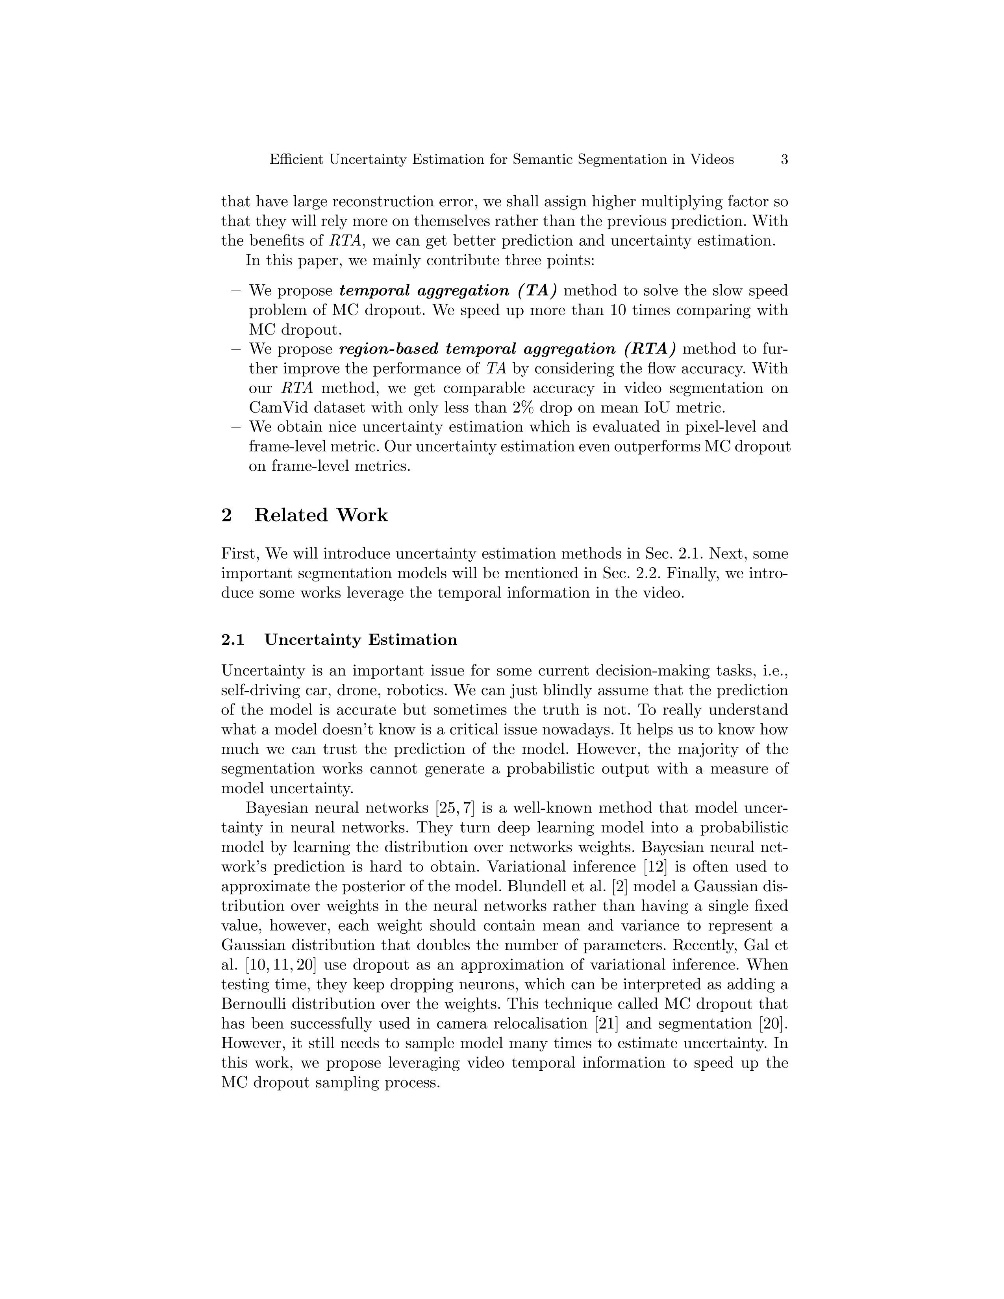 Efficient Uncertainty Estimation for Semantic Segmentation in Videos 3
that have large reconstruction error, we shall assign higher multiplying factor so
that they will rely more on themselves rather than the previous prediction. With
the benefits of RTA, we can get better prediction and uncertainty estimation.
In this paper, we mainly contribute three points:
– We propose temporal aggregation (TA) method to solve the slow speed
problem of MC dropout. We speed up more than 10 times comparing with
MC dropout.
– We propose region-based temporal aggregation (RTA) method to fur-
ther improve the performance of TA by considering the flow accuracy. With
our RTA method, we get comparable accuracy in video segmentation on
CamVid dataset with only less than 2% drop on mean IoU metric.
– We obtain nice uncertainty estimation which is evaluated in pixel-level and
frame-level metric. Our uncertainty estimation even outperforms MC dropout
on frame-level metrics.
2 Related Work
First, We will introduce uncertainty estimation methods in Sec. 2.1. Next, some
important segmentation models will be mentioned in Sec. 2.2. Finally, we intro-
duce some works leverage the temporal information in the video.
2.1 Uncertainty Estimation
Uncertainty is an important issue for some current decision-making tasks, i.e.,
self-driving car, drone, robotics. We can just blindly assume that the prediction
of the model is accurate but sometimes the truth is not. To really understand
what a model doesn't know is a critical issue nowadays. It helps us to know how
much we can trust the prediction of the model. However, the majority of the
segmentation works cannot generate a probabilistic output with a measure of
model uncertainty.
Bayesian neural networks [25, 7] is a well-known method that model uncer-
tainty in neural networks. They turn deep learning model into a probabilistic
model by learning the distribution over networks weights. Bayesian neural net-
work's prediction is hard to obtain. Variational inference [12] is often used to
approximate the posterior of the model. Blundell et al. [2] model a Gaussian dis-
tribution over weights in the neural networks rather than having a single fixed
value, however, each weight should contain mean and variance to represent a
Gaussian distribution that doubles the number of parameters. Recently, Gal et
al. [10, 11, 20] use dropout as an approximation of variational inference. When
testing time, they keep dropping neurons, which can be interpreted as adding a
Bernoulli distribution over the weights. This technique called MC dropout that
has been successfully used in camera relocalisation [21] and segmentation [20].
However, it still needs to sample model many times to estimate uncertainty. In
this work, we propose leveraging video temporal information to speed up the
MC dropout sampling process.